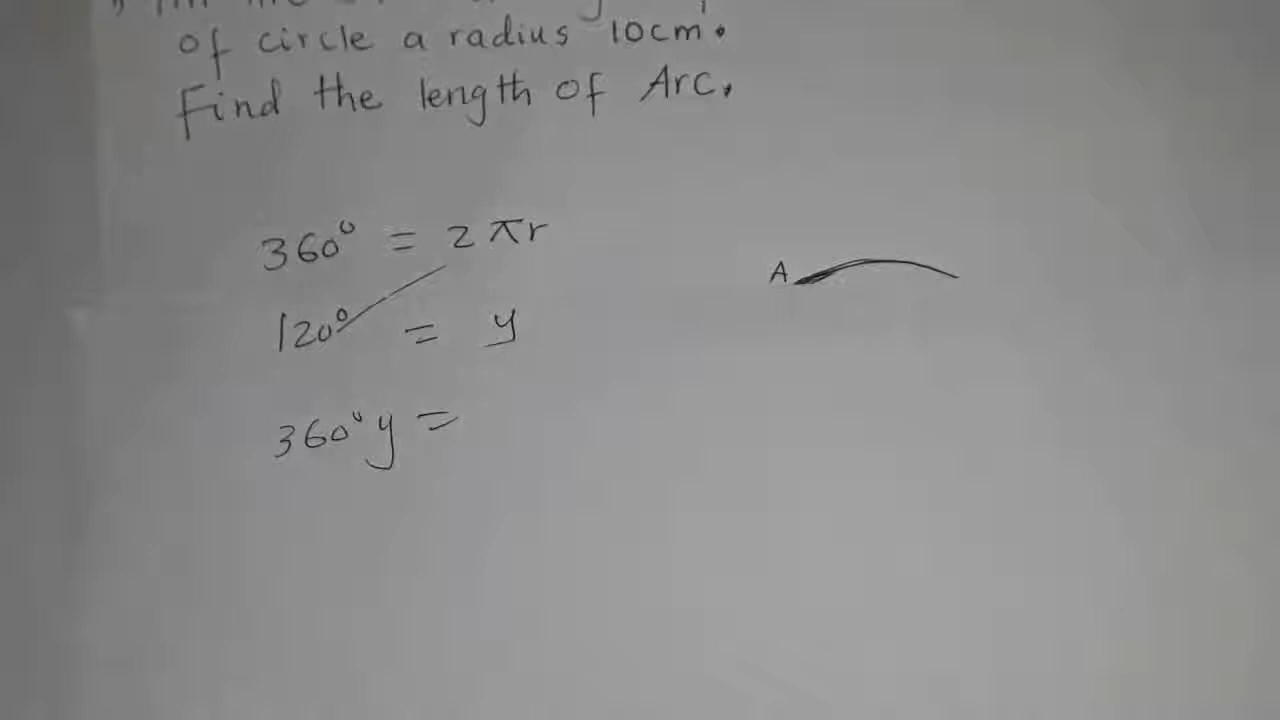 of circle a radius 10cm.
Find the length of Arc.
360° = 2πr
A
120° = y
360°y =